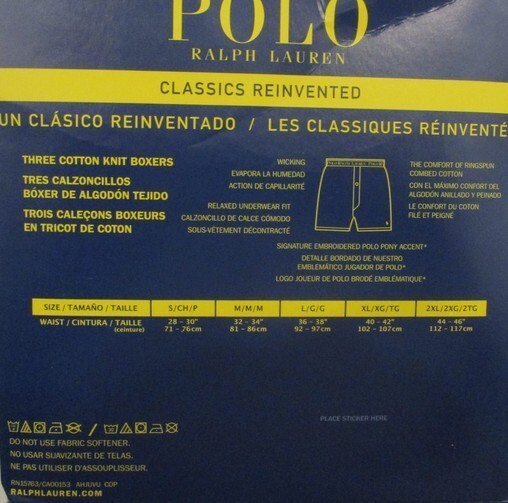 POLO
RALPH LAUREN
CLASSICS REINVENTED
UN CLÁSICO REINVENTADO / LES CLASSIQUES RÉINVENTÉ
THREE COTTON KNIT BOXERS
TRES CALZONCILLOS
BÓXER DE ALGODÓN TEJIDO
TROIS CALEÇONS BOXEURS
EN TRICOT DE COTON
WICKING
EVAPORA LA HUMEDAD
ACTION DE CAPILLARITÉ
RELAXED UNDERWEAR FIT
CALZONCILLO DE CALCE CÓMODO
SOUS-VÊTEMENT DÉCONTRACTÉ
THE COMFORT OF RINGSPUN
COMBED COTTON
CON EL MÁXIMO CONFORT DEL
ALGODÓN ANILLADO Y PEINADO
LE CONFORT DU COTON
FILÉ ET PEIGNÉ
SIGNATURE EMBROIDERED POLO PONY ACCENT*
DETALLE BORDADO DE NUESTRO
EMBLEMÁTICO JUGADOR DE POLO*
LOGO JOUEUR DE POLO BRODÉ EMBLÉMATIQUE*
SIZE / TAMAÑO / TAILLE S/CH/P M/M/M L/G/G XL/XG/TG 2XL/2XG/2TG
WAIST / CINTURA / TAILLE 28 – 30" 32 – 34" 36 – 38" 40 – 42" 44 – 46"
(ceinture) 71 – 76cm 81 – 86cm 92 – 97cm 102 – 107cm 112 – 117cm
PLACE STICKER HERE
DO NOT USE FABRIC SOFTENER.
NO USAR SUAVIZANTE DE TELAS.
NE PAS UTILISER D'ASSOUPLISSEUR.
RN15763/CA00153 AHJUVU COP
RALPHLAUREN.COM